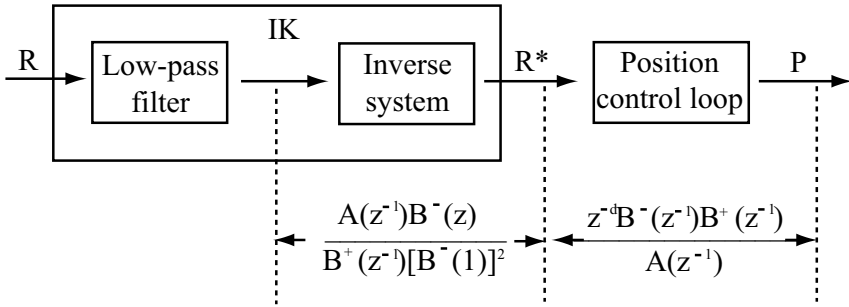 IK
R
Low-pass
filter
Inverse
system
R*
Position
control loop
P
A(z⁻¹)B⁻(z)
B⁺(z⁻¹)[B⁻(1)]²
z⁻ᵈB⁻(z⁻¹)B⁺(z⁻¹)
A(z⁻¹)